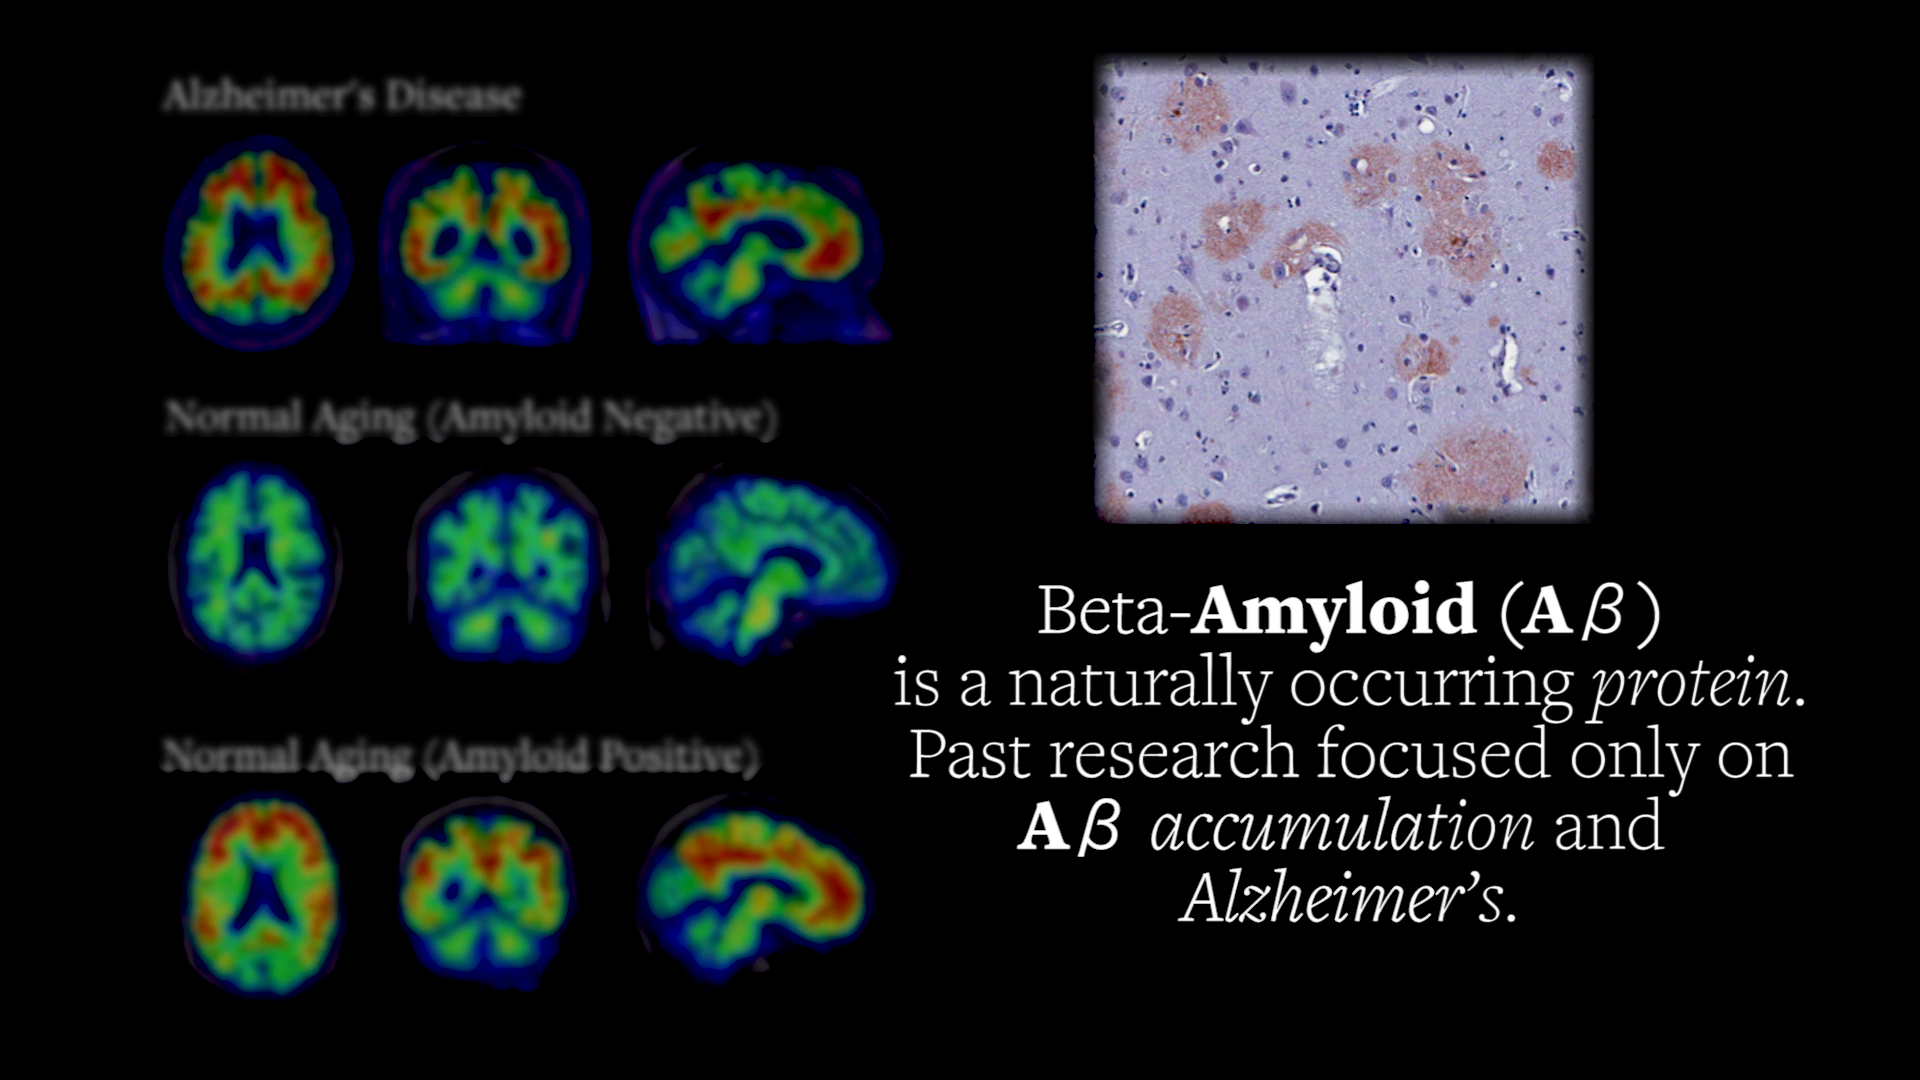 Alzheimer's Disease
Normal Aging (Amyloid Negative)
Normal Aging (Amyloid Positive)
Beta-Amyloid (Aβ)
is a naturally occurring protein.
Past research focused only on
Aβ accumulation and
Alzheimer’s.